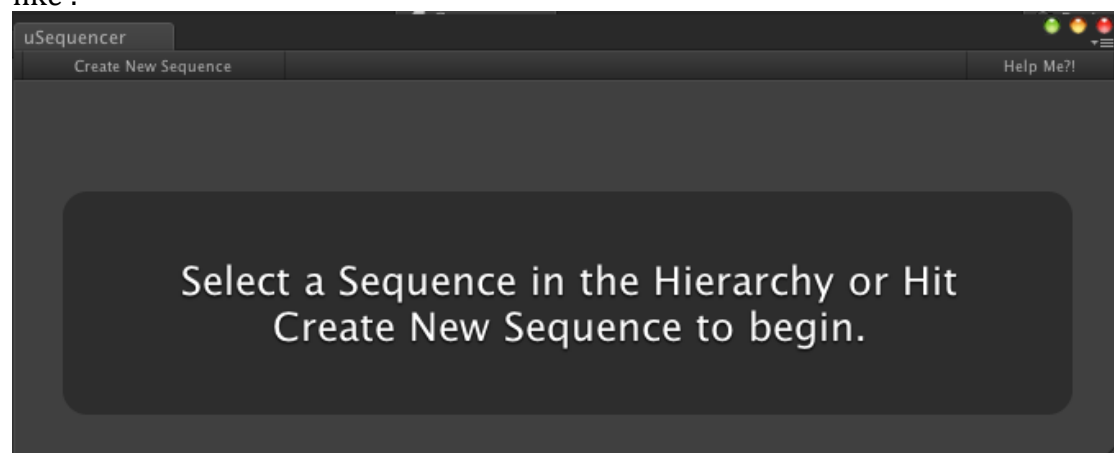 like :
uSequencer
Create New Sequence
Help Me?!
Select a Sequence in the Hierarchy or Hit
Create New Sequence to begin.